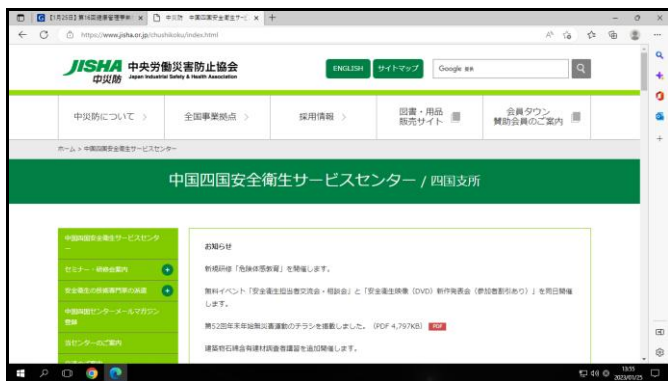 【1月25日】第16回健康管理事例
中災防 中国四国安全衛生サービ
https://www.jisha.or.jp/chushikoku/index.html
JISHA 中央労働災害防止協会
中災防 Japan Industrial Safety & Health Association
ENGLISH サイトマップ Google 提供
中災防について 全国事業拠点 採用情報 図書・用品 会員タウン
販売サイト 賛助会員のご案内
ホーム > 中国四国安全衛生サービスセンター
中国四国安全衛生サービスセンター / 四国支所
中国四国安全衛生サービスセンタ
ー
セミナー・研修会案内
安全衛生の技術専門家の派遣
中国四国センターメールマガジン
登録
当センターのご案内
お知らせ
新規研修「危険体感教育」を開催します。
無料イベント「安全衛生担当者交流会・相談会」と「安全衛生映像(DVD)新作発表会(参加者割引あり)」を同日開催
します。
第52回年末年始無災害運動のチラシを掲載しました。(PDF 4,797KB) PDF
建築物石綿含有建材調査者講習を追加開催します。
13:55
2023/01/25